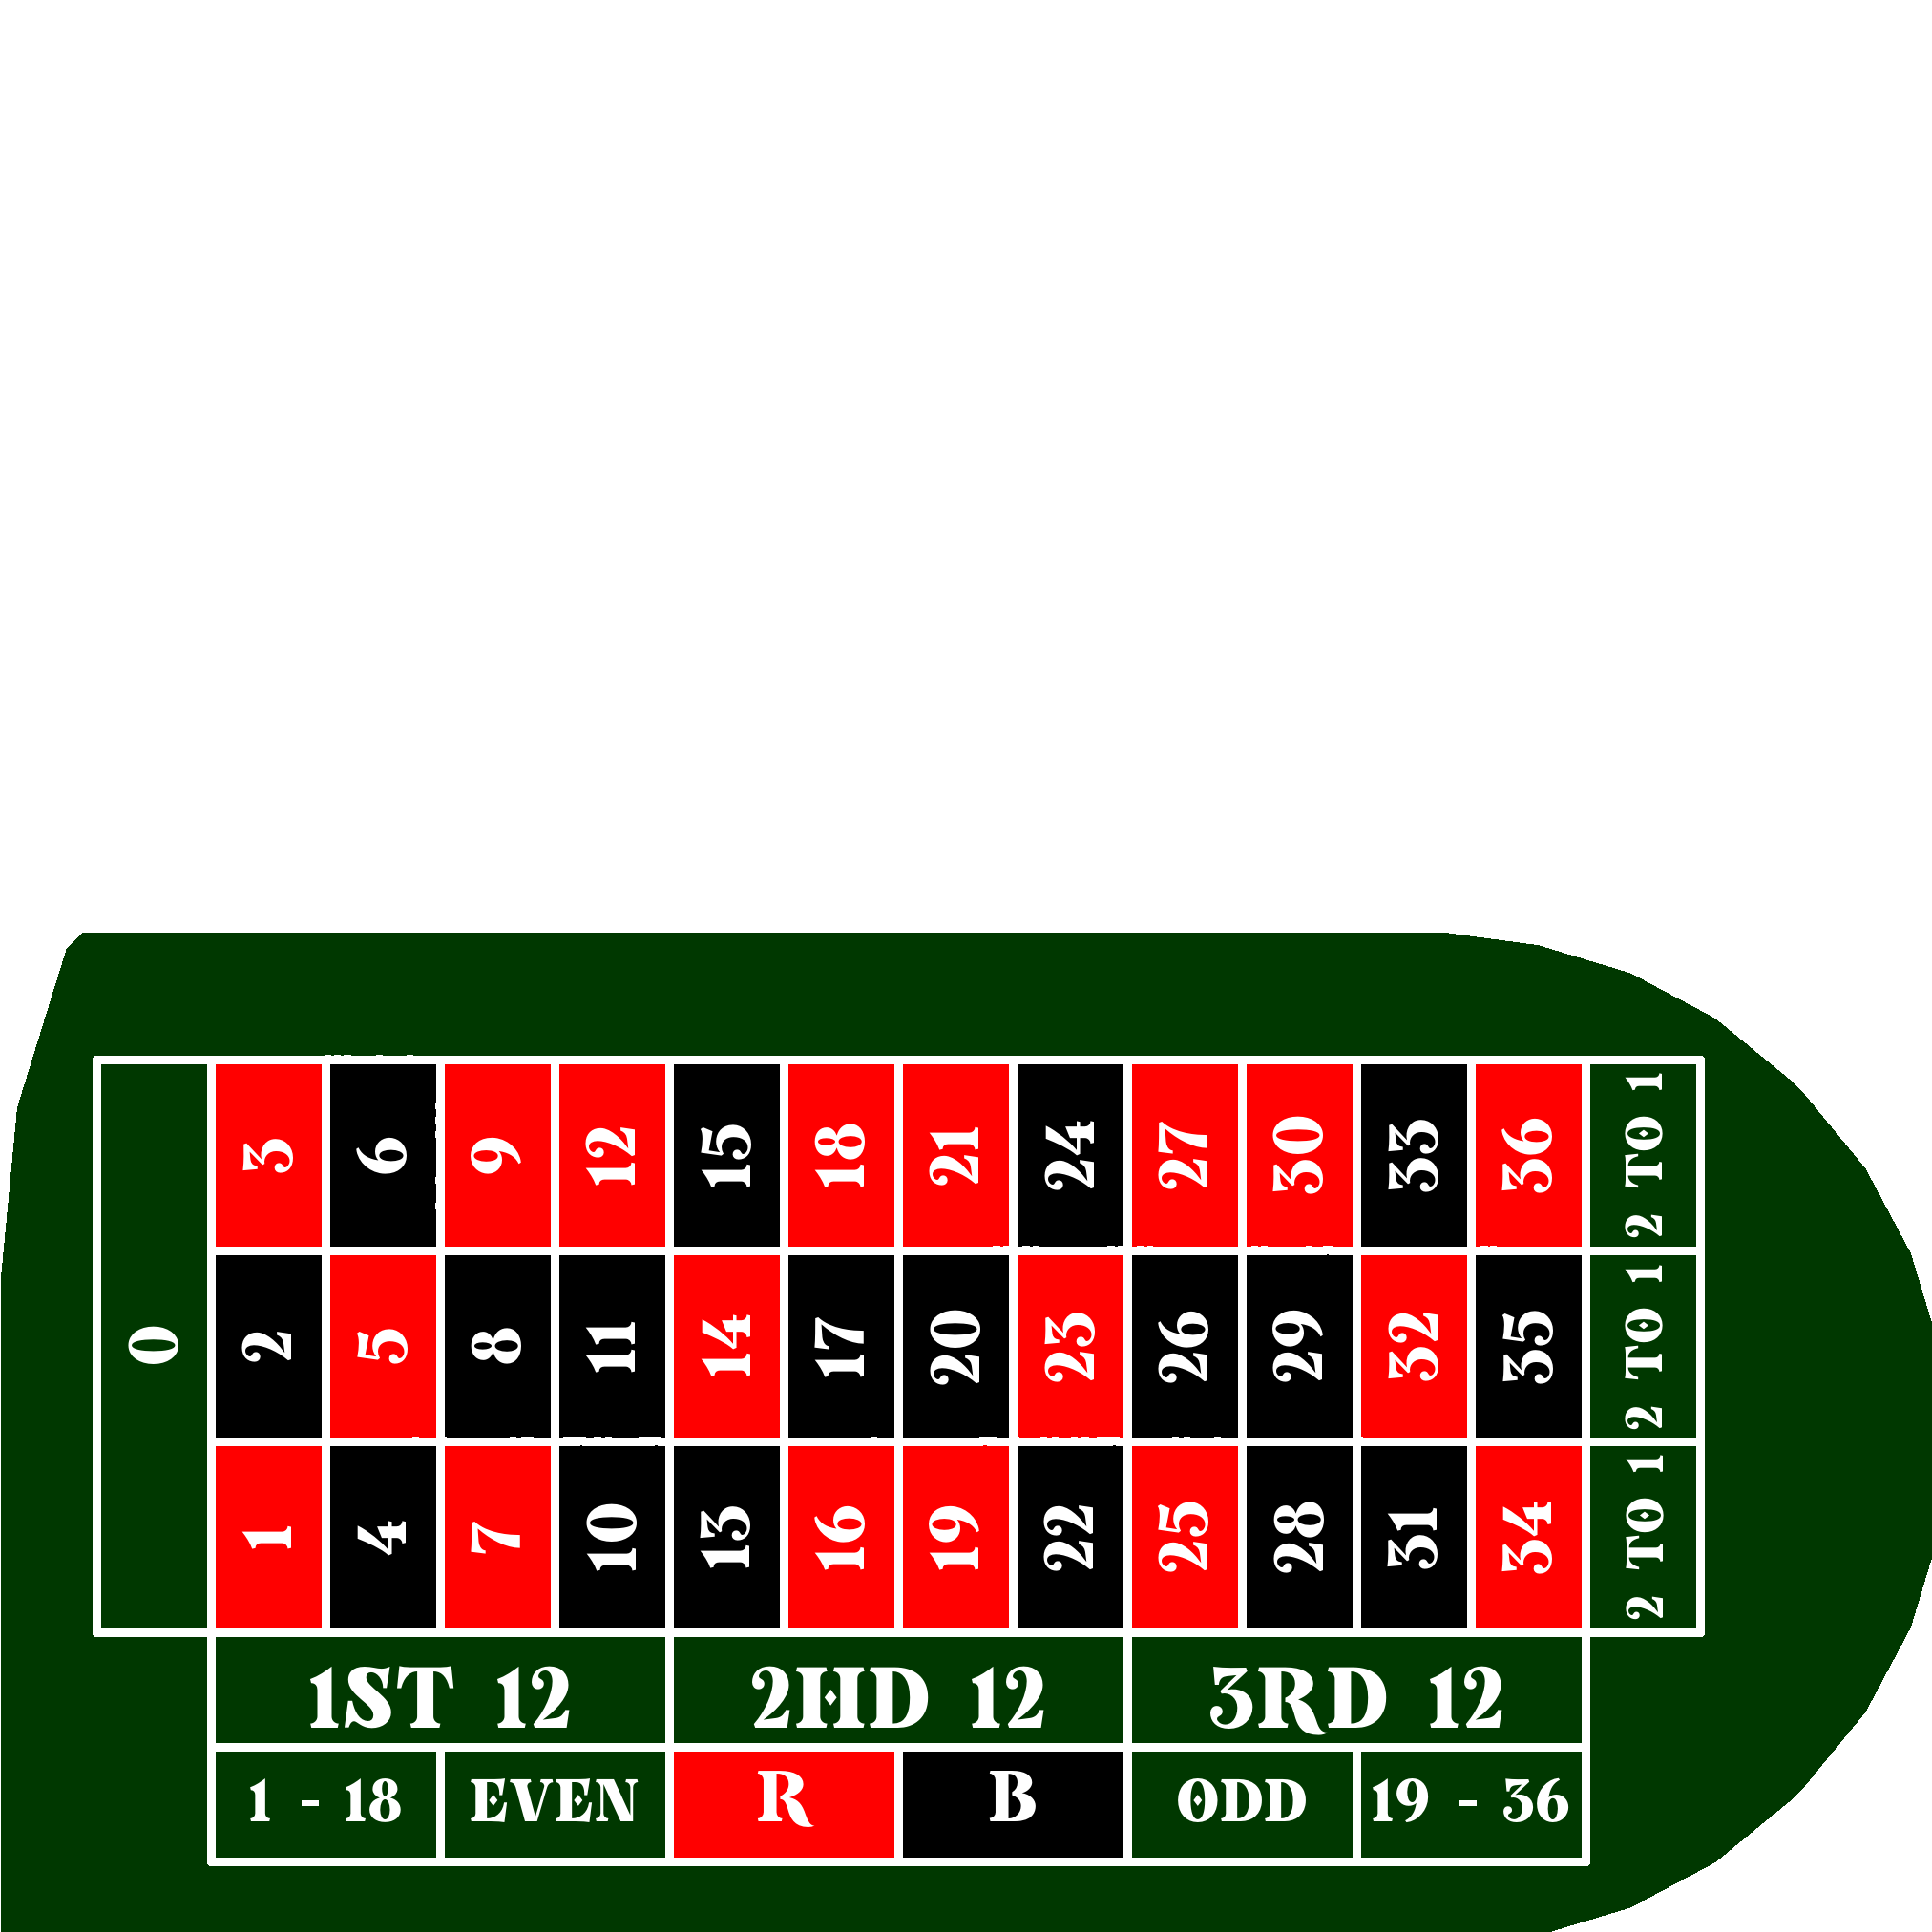 3 6 9 12 15 18 21 24 27 30 33 36 2 TO 1
0 2 5 8 11 14 17 20 23 26 29 32 35 2 TO 1
1 4 7 10 13 16 19 22 25 28 31 34 2 TO 1
1ST 12 2ND 12 3RD 12
1 - 18 EVEN R B ODD 19 - 36